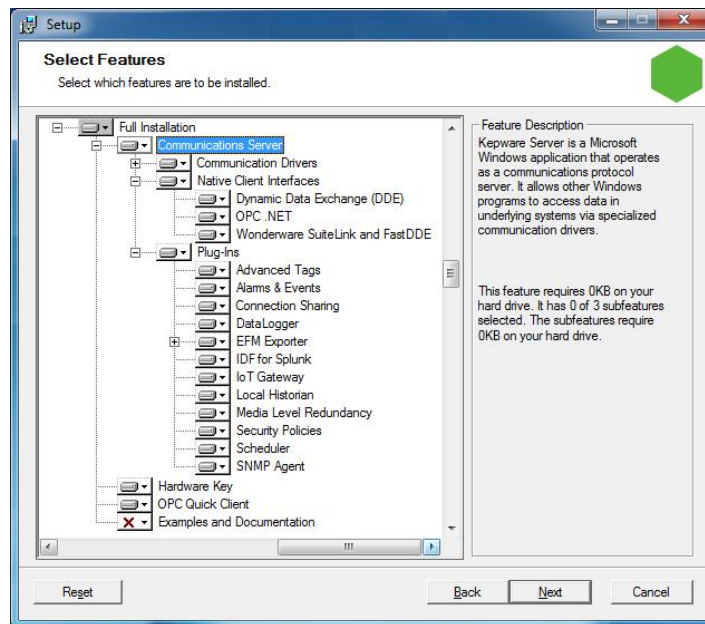 Setup
Select Features
Select which features are to be installed.
Full Installation
Communications Server
Communication Drivers
Native Client Interfaces
Dynamic Data Exchange (DDE)
OPC .NET
Wonderware SuiteLink and FastDDE
Plug-Ins
Advanced Tags
Alarms & Events
Connection Sharing
DataLogger
EFM Exporter
IDF for Splunk
IoT Gateway
Local Historian
Media Level Redundancy
Security Policies
Scheduler
SNMP Agent
Hardware Key
OPC Quick Client
Examples and Documentation
Feature Description
Kepware Server is a Microsoft
Windows application that operates
as a communications protocol
server. It allows other Windows
programs to access data in
underlying systems via specialized
communication drivers.
This feature requires 0KB on your
hard drive. It has 0 of 3 subfeatures
selected. The subfeatures require
0KB on your hard drive.
Reset
Back
Next
Cancel